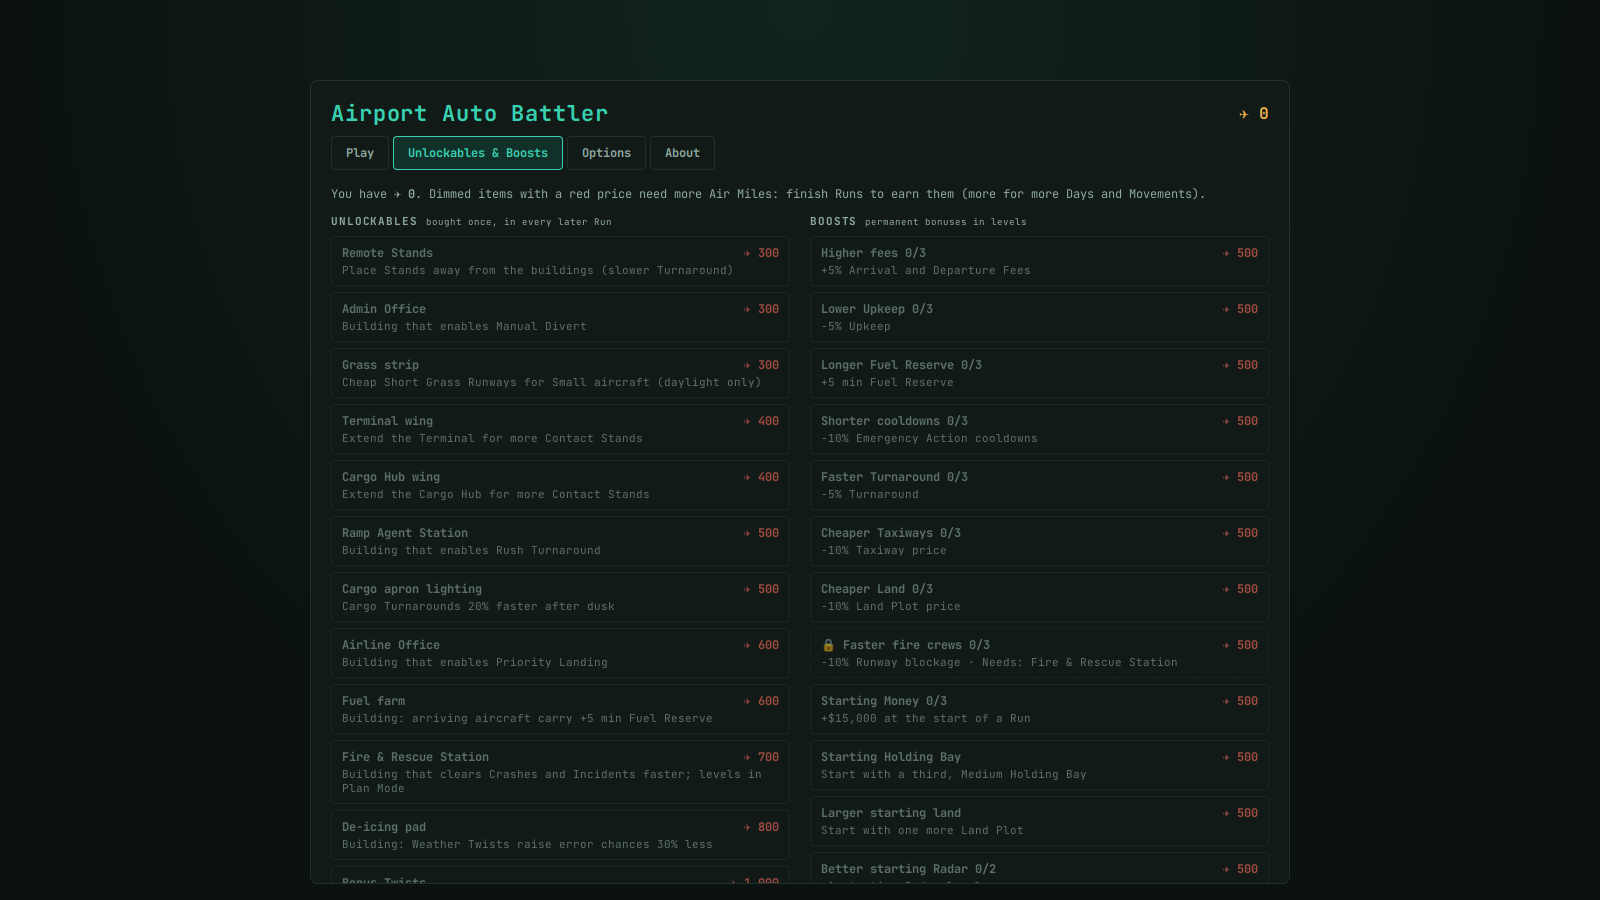 Airport Auto Battler
✈ 0
Play
Unlockables & Boosts
Options
About
You have ✈ 0. Dimmed items with a red price need more Air Miles: finish Runs to earn them (more for more Days and Movements).
UNLOCKABLES bought once, in every later Run
Remote Stands ✈ 300
Place Stands away from the buildings (slower Turnaround)
Admin Office ✈ 300
Building that enables Manual Divert
Grass strip ✈ 300
Cheap Short Grass Runways for Small aircraft (daylight only)
Terminal wing ✈ 400
Extend the Terminal for more Contact Stands
Cargo Hub wing ✈ 400
Extend the Cargo Hub for more Contact Stands
Ramp Agent Station ✈ 500
Building that enables Rush Turnaround
Cargo apron lighting ✈ 500
Cargo Turnarounds 20% faster after dusk
Airline Office ✈ 600
Building that enables Priority Landing
Fuel farm ✈ 600
Building: arriving aircraft carry +5 min Fuel Reserve
Fire & Rescue Station ✈ 700
Building that clears Crashes and Incidents faster; levels in
Plan Mode
De-icing pad ✈ 800
Building: Weather Twists raise error chances 30% less
Bonus Twists ✈ 1,000
BOOSTS permanent bonuses in levels
Higher fees 0/3 ✈ 500
+5% Arrival and Departure Fees
Lower Upkeep 0/3 ✈ 500
-5% Upkeep
Longer Fuel Reserve 0/3 ✈ 500
+5 min Fuel Reserve
Shorter cooldowns 0/3 ✈ 500
-10% Emergency Action cooldowns
Faster Turnaround 0/3 ✈ 500
-5% Turnaround
Cheaper Taxiways 0/3 ✈ 500
-10% Taxiway price
Cheaper Land 0/3 ✈ 500
-10% Land Plot price
🔒 Faster fire crews 0/3 ✈ 500
-10% Runway blockage · Needs: Fire & Rescue Station
Starting Money 0/3 ✈ 500
+$15,000 at the start of a Run
Starting Holding Bay ✈ 500
Start with a third, Medium Holding Bay
Larger starting land ✈ 500
Start with one more Land Plot
Better starting Radar 0/2 ✈ 500